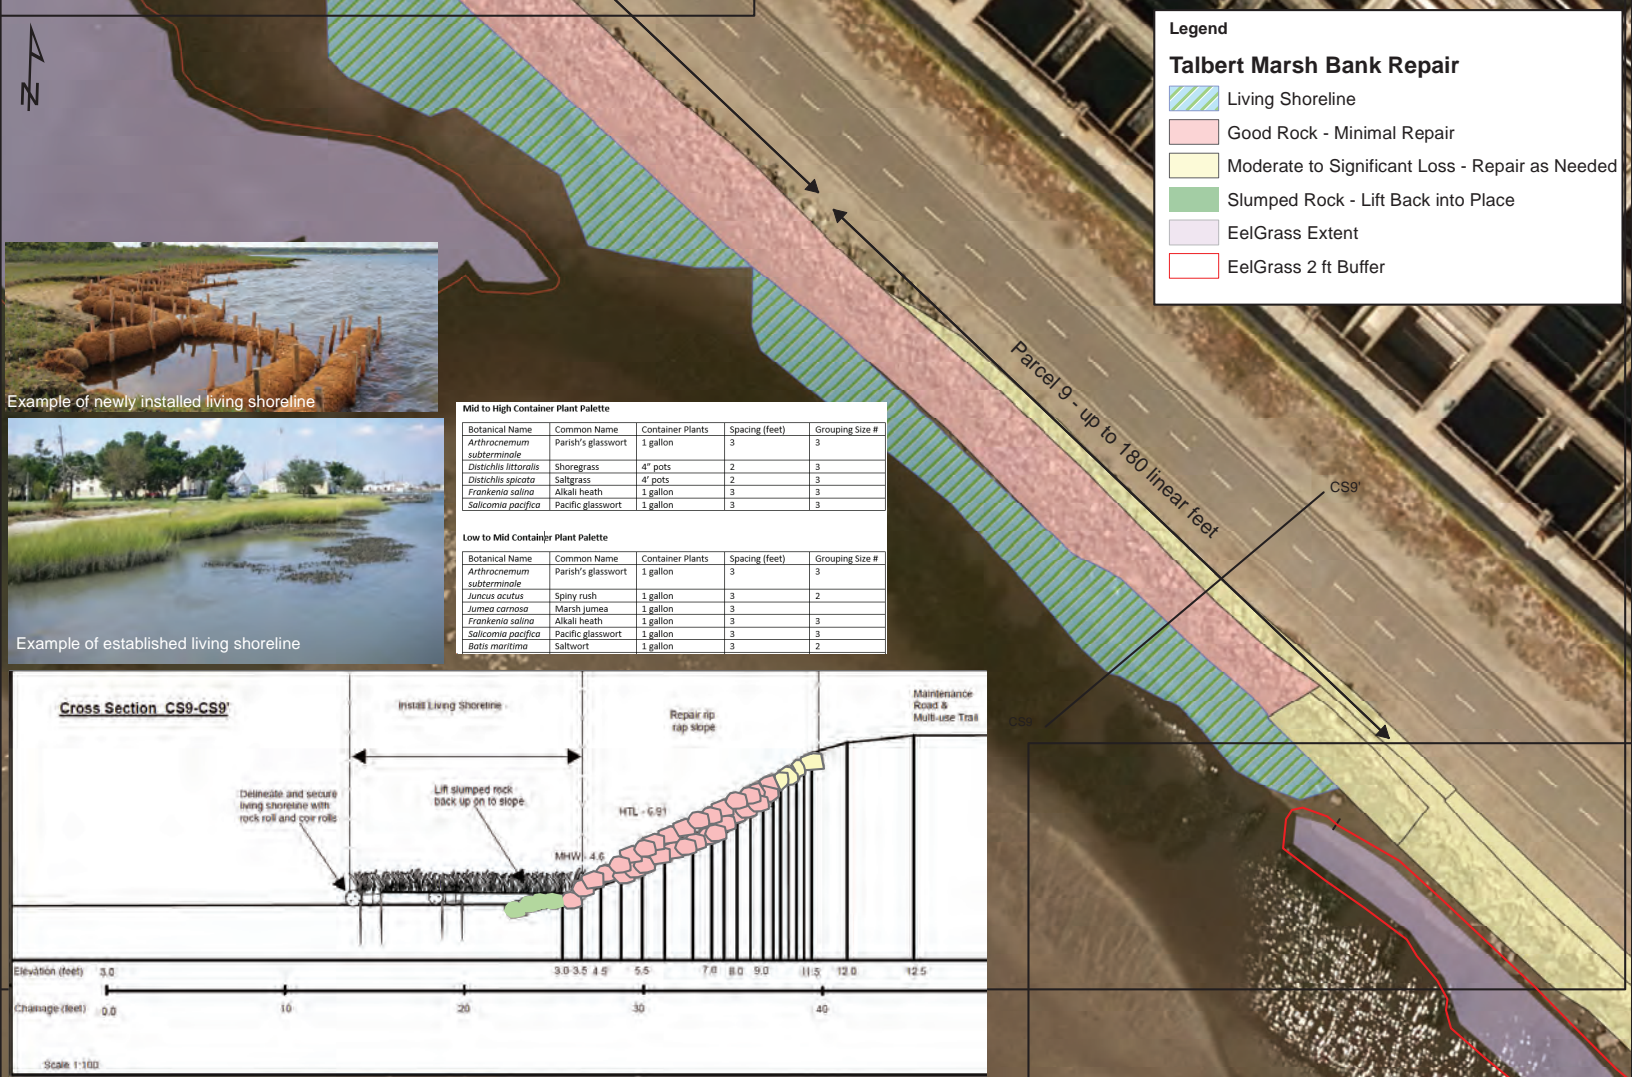 N
Legend
Talbert Marsh Bank Repair
Living Shoreline
Good Rock - Minimal Repair
Moderate to Significant Loss - Repair as Needed
Slumped Rock - Lift Back into Place
EelGrass Extent
EelGrass 2 ft Buffer
Parcel 9 - up to 180 linear feet
CS9'
CS9
Example of newly installed living shoreline
Example of established living shoreline
Mid to High Container Plant Palette
Botanical Name Common Name Container Plants Spacing (feet) Grouping Size #
Arthrocnemum Parish's glasswort 1 gallon 3 3
subterminale
Distichlis littoralis Shoregrass 4" pots 2 3
Distichlis spicata Saltgrass 4' pots 2 3
Frankenia salina Alkali heath 1 gallon 3 3
Salicornia pacifica Pacific glasswort 1 gallon 3 3
Low to Mid Container Plant Palette
Botanical Name Common Name Container Plants Spacing (feet) Grouping Size #
Arthrocnemum Parish's glasswort 1 gallon 3 3
subterminale
Juncus acutus Spiny rush 1 gallon 3 2
Jumea carnosa Marsh jumea 1 gallon 3
Frankenia salina Alkali heath 1 gallon 3 3
Salicornia pacifica Pacific glasswort 1 gallon 3 3
Batis maritima Saltwort 1 gallon 3 2
Cross Section CS9-CS9'
Install Living Shoreline
Repair rip
rap slope
Maintenance
Road &
Multi-use Trail
Delineate and secure
living shoreline with
rock roll and coir rolls
Lift slumped rock
back up on to slope
HTL - 6.91
MHW - 4.6
Elevation (feet) 3.0 3.0 3.5 4.5 5.5 7.0 8.0 9.0 11.5 12.0 12.5
Chainage (feet) 0.0 10 20 30 40
Scale 1:100